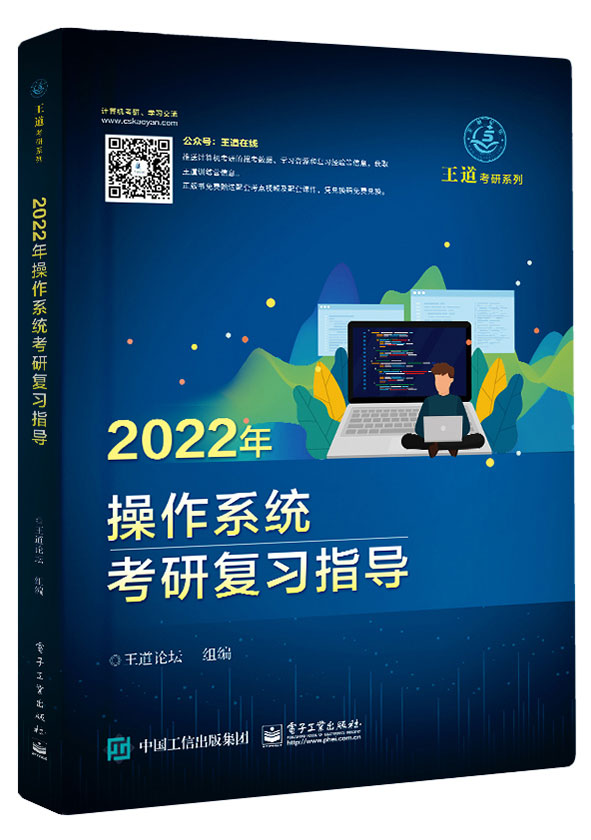 王道考研系列
2022年操作系统考研复习指导
◎王道论坛 组编
电子工业出版社
计算机考研、学习交流
www.cskaoyan.com
公众号：王道在线
王道考研系列
2022年
操作系统
考研复习指导
◎王道论坛 组编
中国工信出版集团
电子工业出版社
http://www.phei.com.cn